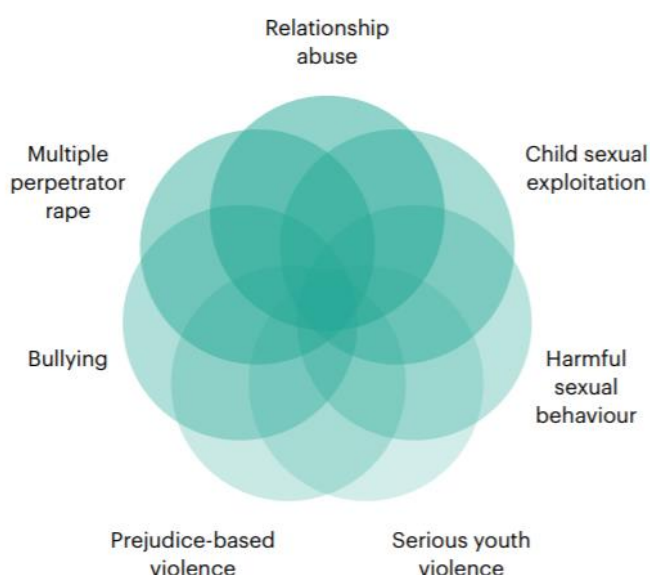 Relationship
abuse
Multiple
perpetrator
rape
Child sexual
exploitation
Bullying
Harmful
sexual
behaviour
Prejudice-based
violence
Serious youth
violence